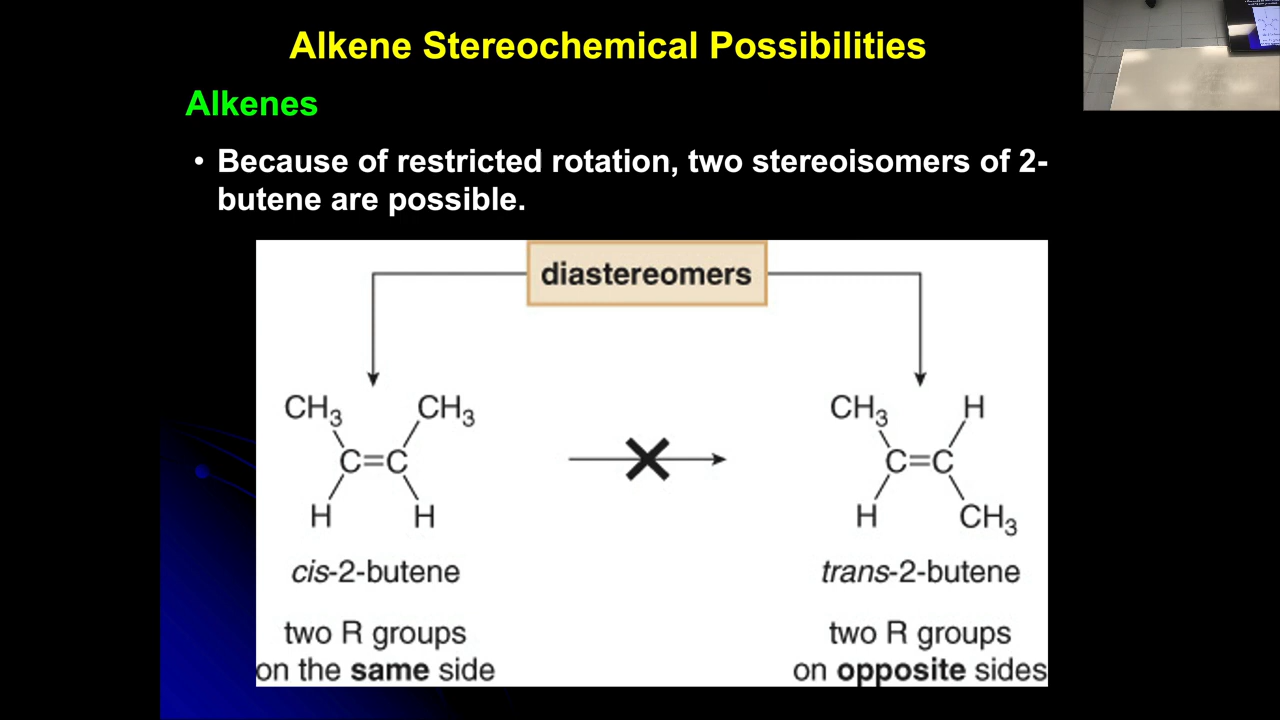 Alkene Stereochemical Possibilities
Alkenes
• Because of restricted rotation, two stereoisomers of 2-
butene are possible.
diastereomers
CH₃ CH₃
C=C
H H
cis-2-butene
two R groups
on the same side
CH₃ H
C=C
H CH₃
trans-2-butene
two R groups
on opposite sides